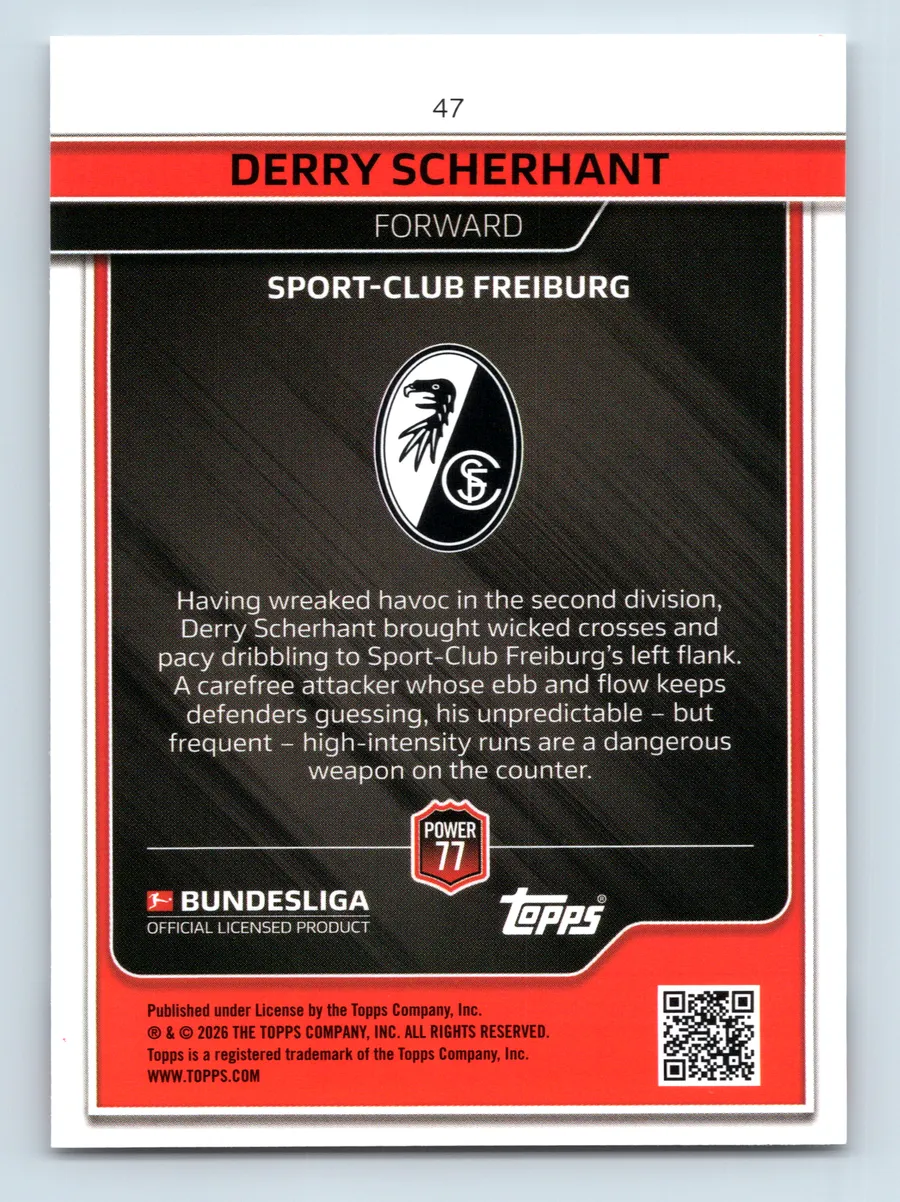 47
DERRY SCHERHANT
FORWARD
SPORT-CLUB FREIBURG
SC F
Having wreaked havoc in the second division,
Derry Scherhant brought wicked crosses and
pacy dribbling to Sport-Club Freiburg's left flank.
A carefree attacker whose ebb and flow keeps
defenders guessing, his unpredictable – but
frequent – high-intensity runs are a dangerous
weapon on the counter.
POWER
77
BUNDESLIGA
OFFICIAL LICENSED PRODUCT
topps®
Published under License by the Topps Company, Inc.
® & © 2026 THE TOPPS COMPANY, INC. ALL RIGHTS RESERVED.
Topps is a registered trademark of the Topps Company, Inc.
WWW.TOPPS.COM